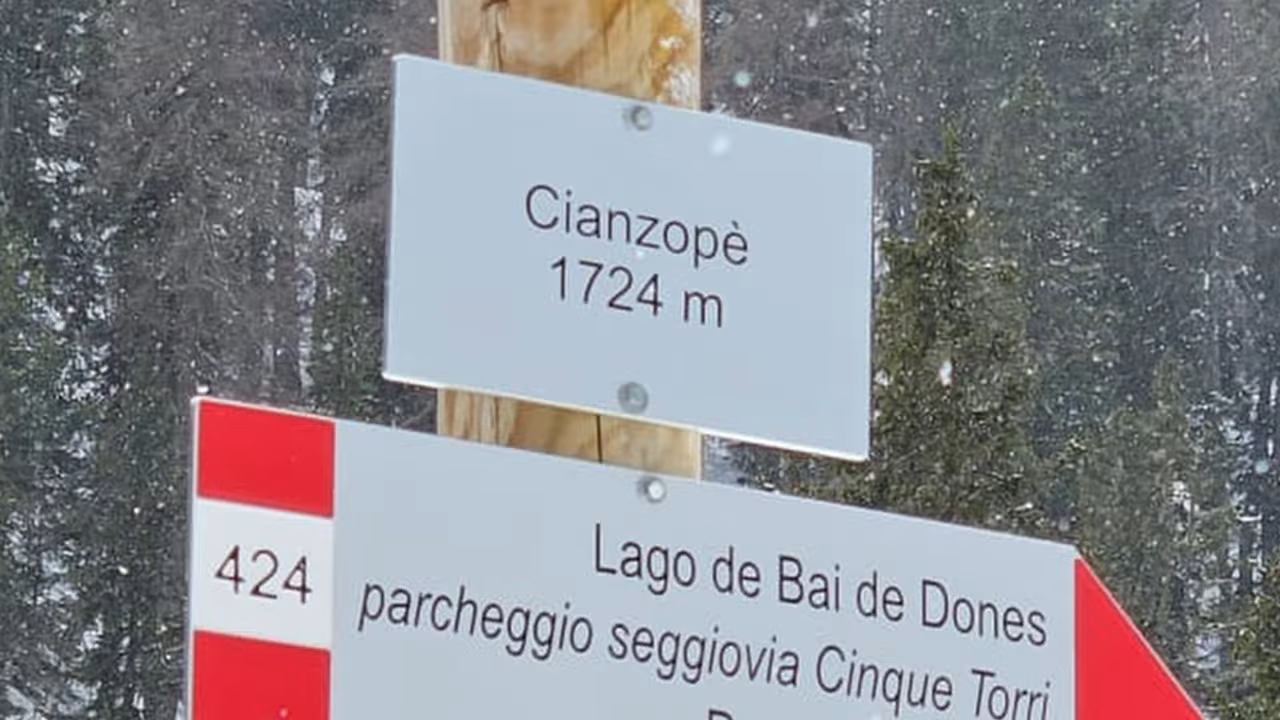 Cianzopè
1724 m
424
Lago de Bai de Dones
parcheggio seggiovia Cinque Torri